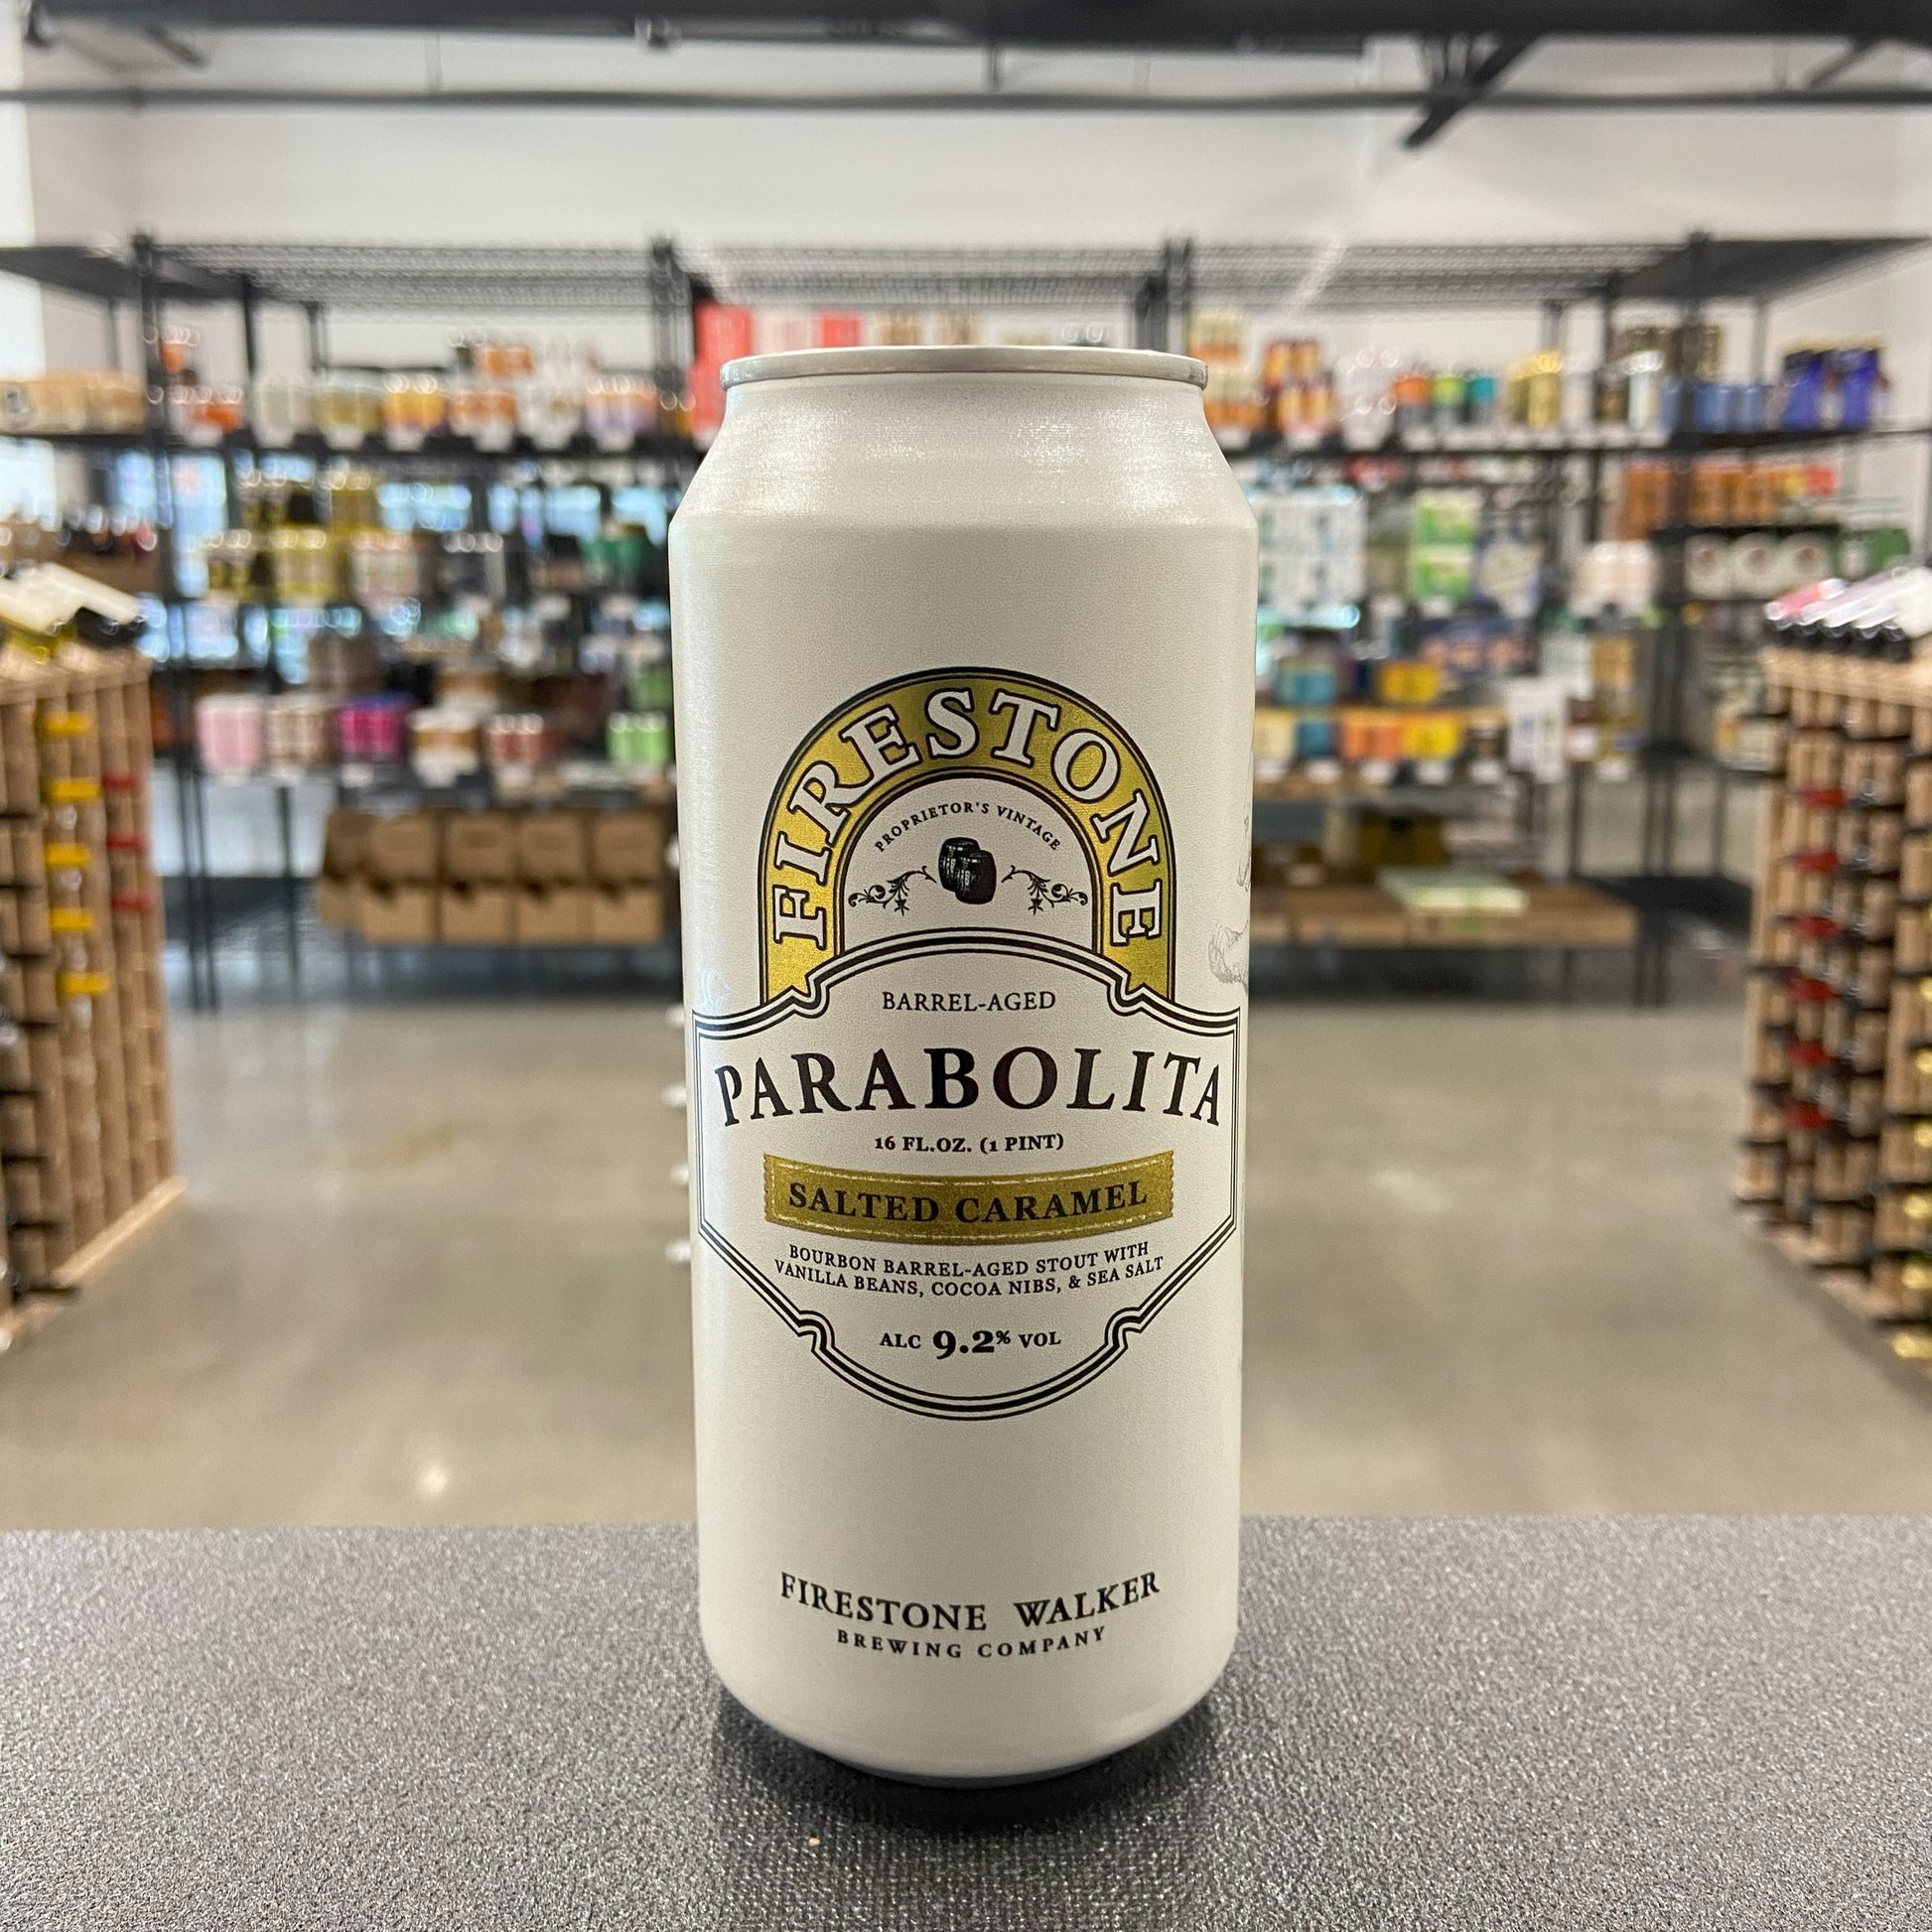 FIRESTONE
PROPRIETOR'S VINTAGE
BARREL-AGED
PARABOLITA
16 FL.OZ. (1 PINT)
SALTED CARAMEL
BOURBON BARREL-AGED STOUT WITH
VANILLA BEANS, COCOA NIBS, & SEA SALT
ALC 9.2% VOL
FIRESTONE WALKER
BREWING COMPANY